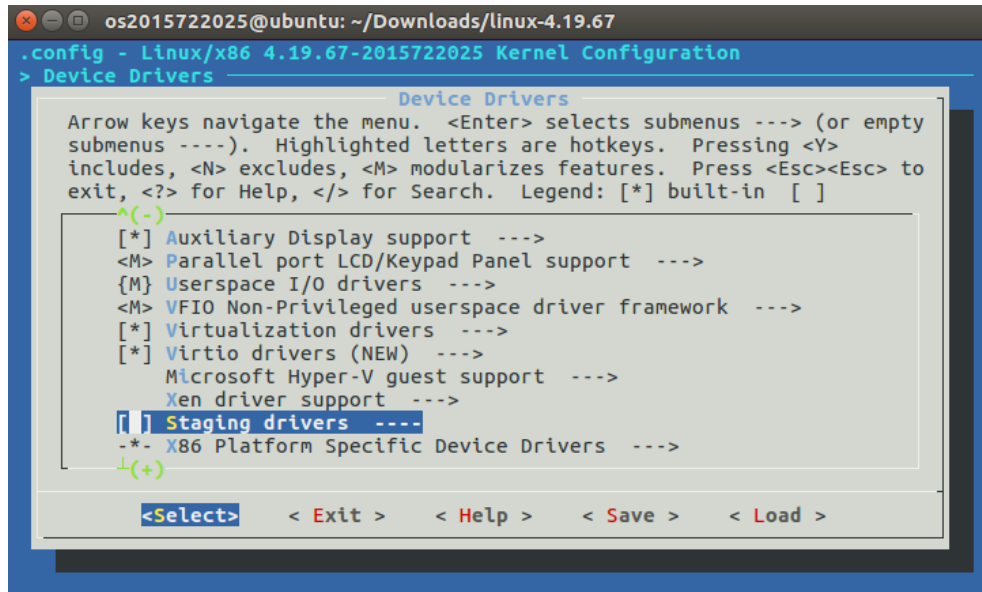 os2015722025@ubuntu: ~/Downloads/linux-4.19.67
.config - Linux/x86 4.19.67-2015722025 Kernel Configuration
> Device Drivers
Device Drivers
Arrow keys navigate the menu.  <Enter> selects submenus ---> (or empty
submenus ----).  Highlighted letters are hotkeys.  Pressing <Y>
includes, <N> excludes, <M> modularizes features.  Press <Esc><Esc> to
exit, <?> for Help, </> for Search.  Legend: [*] built-in  [ ]
^(-)
[*] Auxiliary Display support  --->
<M> Parallel port LCD/Keypad Panel support  --->
{M} Userspace I/O drivers  --->
<M> VFIO Non-Privileged userspace driver framework  --->
[*] Virtualization drivers  --->
[*] Virtio drivers (NEW)  --->
Microsoft Hyper-V guest support  --->
Xen driver support  --->
[ ] Staging drivers  ----
-*- X86 Platform Specific Device Drivers  --->
┴(+)
<Select>    < Exit >    < Help >    < Save >    < Load >